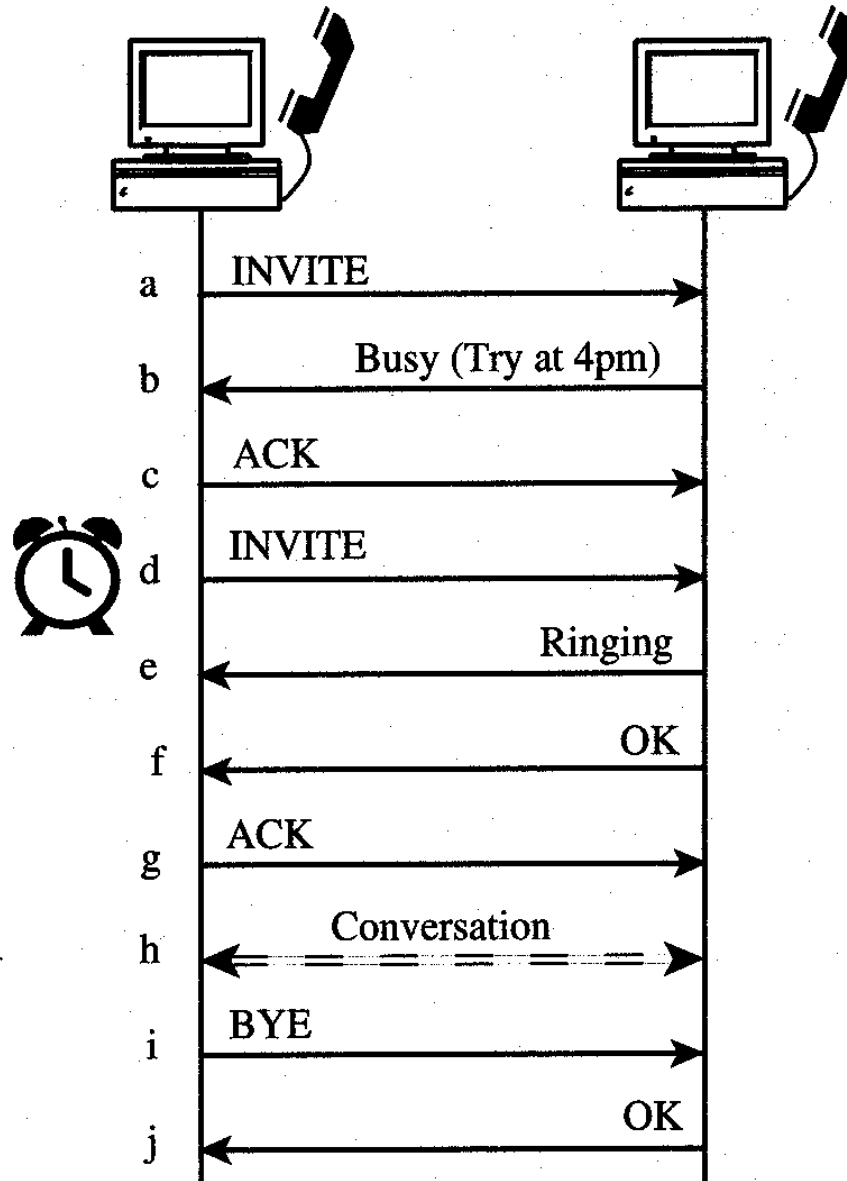 a INVITE
b Busy (Try at 4pm)
c ACK
d INVITE
e Ringing
f OK
g ACK
h Conversation
i BYE
j OK